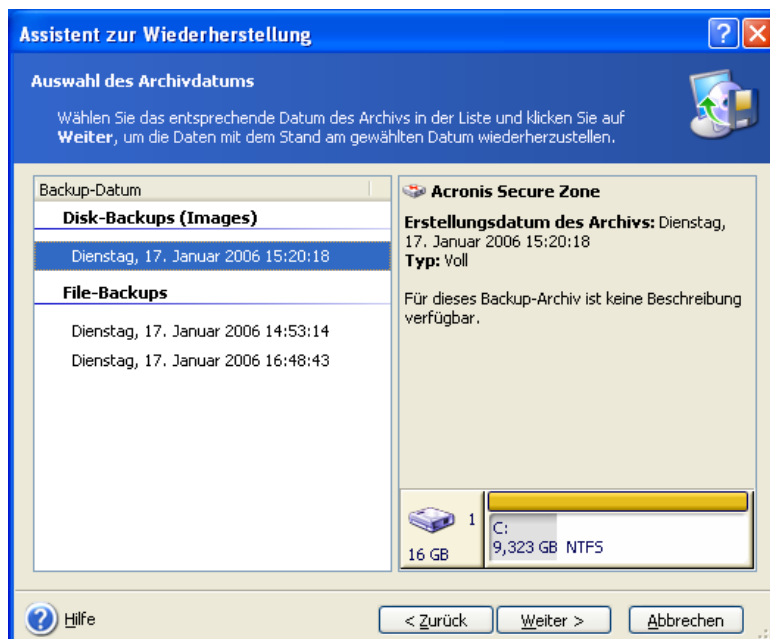 Assistent zur Wiederherstellung
Auswahl des Archivdatums
Wählen Sie das entsprechende Datum des Archivs in der Liste und klicken Sie auf
Weiter, um die Daten mit dem Stand am gewählten Datum wiederherzustellen.
Backup-Datum
Disk-Backups (Images)
Dienstag, 17. Januar 2006 15:20:18
File-Backups
Dienstag, 17. Januar 2006 14:53:14
Dienstag, 17. Januar 2006 16:48:43
Acronis Secure Zone
Erstellungsdatum des Archivs: Dienstag,
17. Januar 2006 15:20:18
Typ: Voll
Für dieses Backup-Archiv ist keine Beschreibung
verfügbar.
1
16 GB
C:
9,323 GB NTFS
Hilfe
< Zurück
Weiter >
Abbrechen